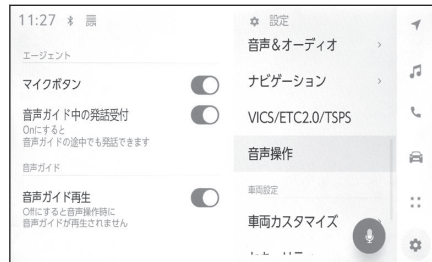 11:27
エージェント
マイクボタン
音声ガイド中の発話受付
Onにすると
音声ガイドの途中でも発話できます
音声ガイド
音声ガイド再生
Offにすると音声操作時に
音声ガイドが再生されません
設定
音声&オーディオ
ナビゲーション
VICS/ETC2.0/TSPS
音声操作
車両設定
車両カスタマイズ